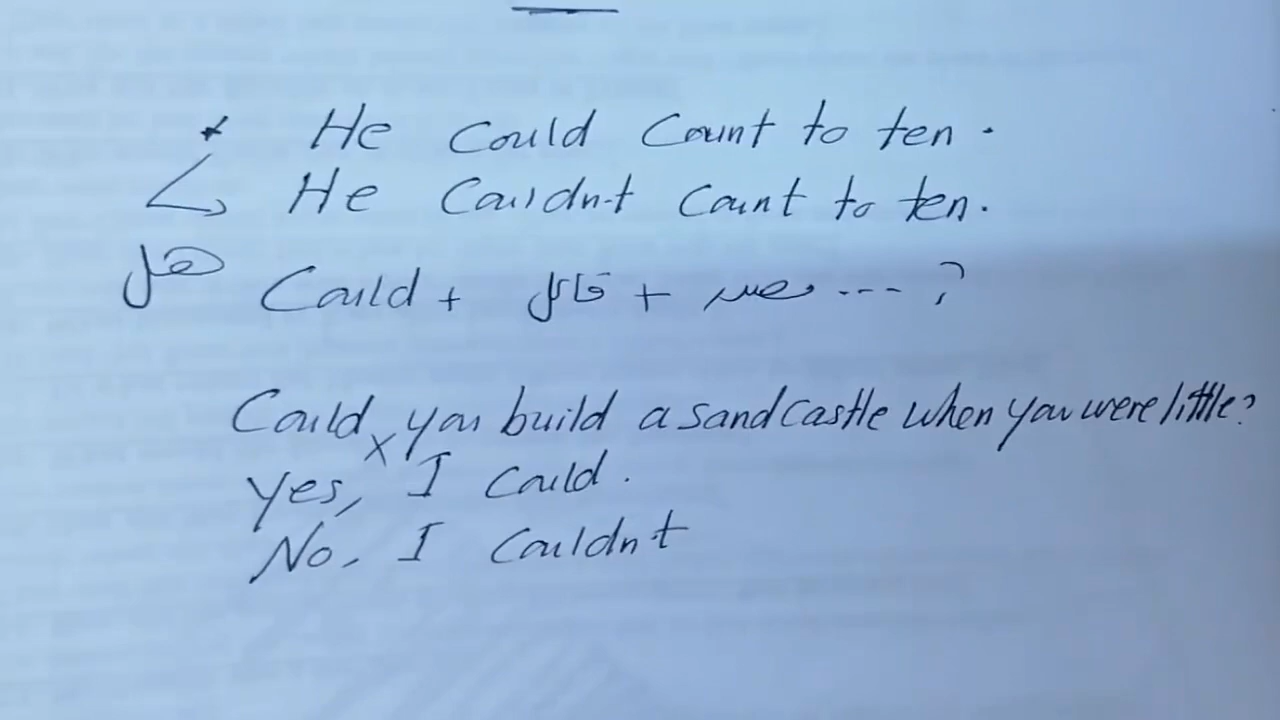 * He Could Count to ten.
He Couldn't Count to ten.
هل Could + فاعل + مصدر ---- ?
Could you build a sandcastle when you were little?
Yes, I Could.
No, I Couldn't